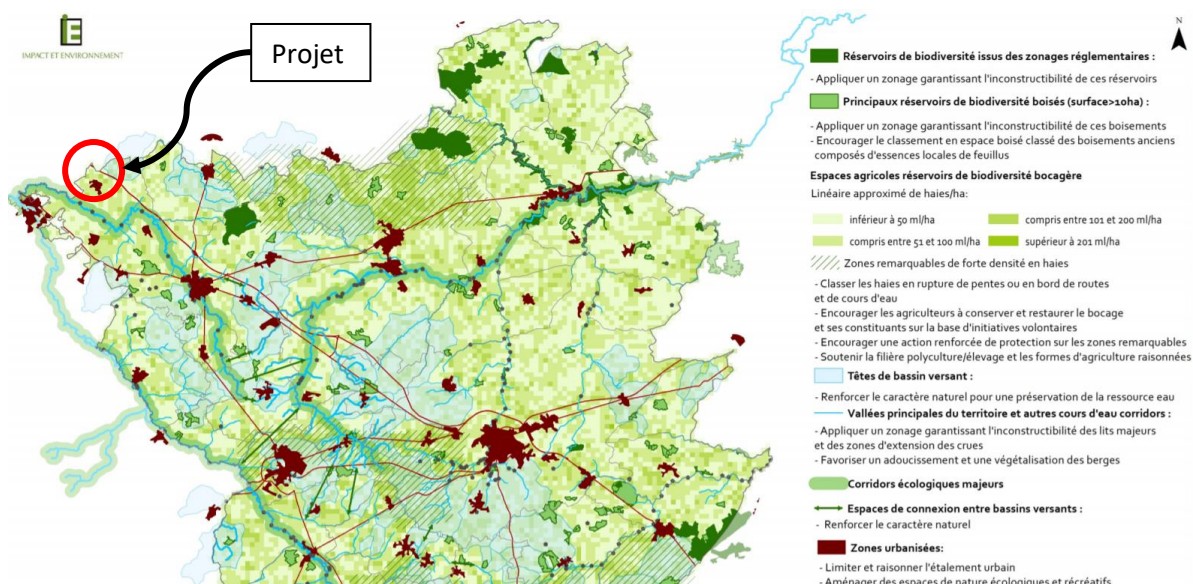 IMPACT ET ENVIRONNEMENT
Projet
N
Réservoirs de biodiversité issus des zonages réglementaires :
- Appliquer un zonage garantissant l'inconstructibilité de ces réservoirs
Principaux réservoirs de biodiversité boisés (surface>10ha) :
- Appliquer un zonage garantissant l'inconstructibilité de ces boisements
- Encourager le classement en espace boisé classé des boisements anciens
composés d'essences locales de feuillus
Espaces agricoles réservoirs de biodiversité bocagère
Linéaire approximé de haies/ha:
inférieur à 50 ml/ha
compris entre 101 et 200 ml/ha
compris entre 51 et 100 ml/ha
supérieur à 201 ml/ha
Zones remarquables de forte densité en haies
- Classer les haies en rupture de pentes ou en bord de routes
et de cours d'eau
- Encourager les agriculteurs à conserver et restaurer le bocage
et ses constituants sur la base d'initiatives volontaires
- Encourager une action renforcée de protection sur les zones remarquables
- Soutenir la filière polyculture/élevage et les formes d'agriculture raisonnées
Têtes de bassin versant :
- Renforcer le caractère naturel pour une préservation de la ressource eau
Vallées principales du territoire et autres cours d'eau corridors :
- Appliquer un zonage garantissant l'inconstructibilité des lits majeurs
et des zones d'extension des crues
- Favoriser un adoucissement et une végétalisation des berges
Corridors écologiques majeurs
Espaces de connexion entre bassins versants :
- Renforcer le caractère naturel
Zones urbanisées:
- Limiter et raisonner l'étalement urbain
- Aménager des espaces de nature écologiques et récréatifs